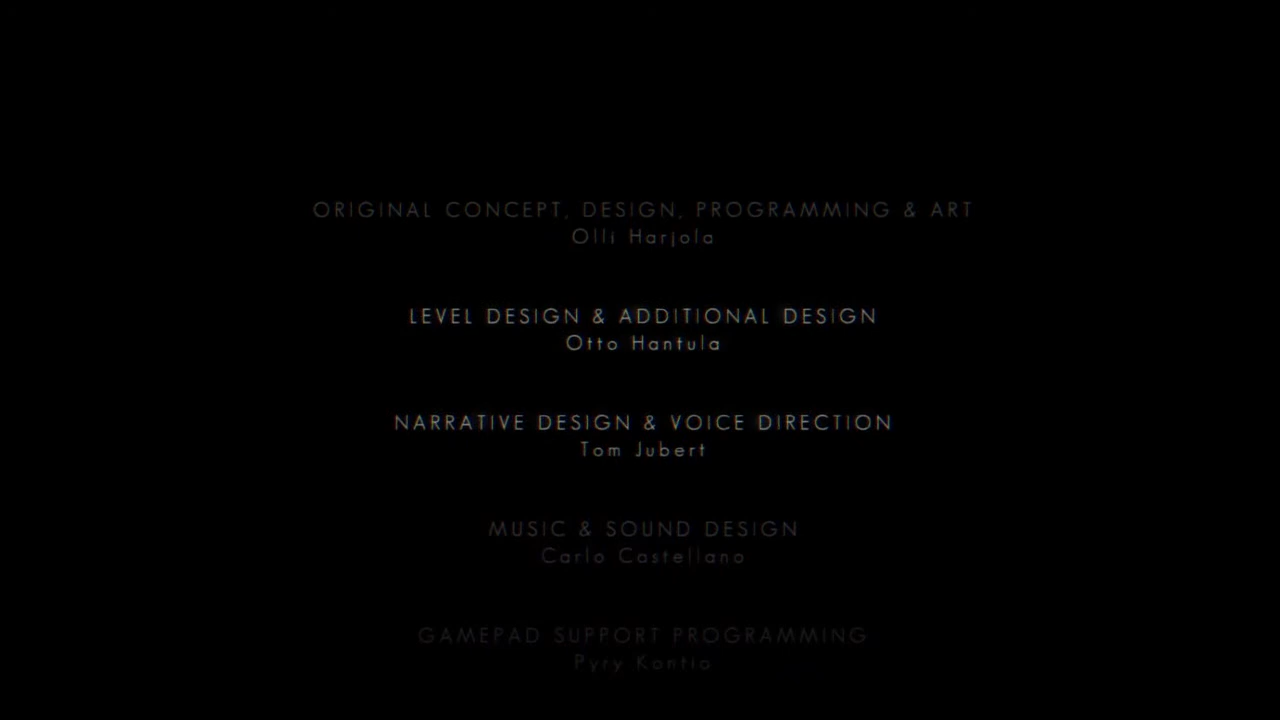 ORIGINAL CONCEPT, DESIGN, PROGRAMMING & ART
Olli Harjola
LEVEL DESIGN & ADDITIONAL DESIGN
Otto Hantula
NARRATIVE DESIGN & VOICE DIRECTION
Tom Jubert
MUSIC & SOUND DESIGN
Carlo Castellano
GAMEPAD SUPPORT PROGRAMMING
Pyry Kontio